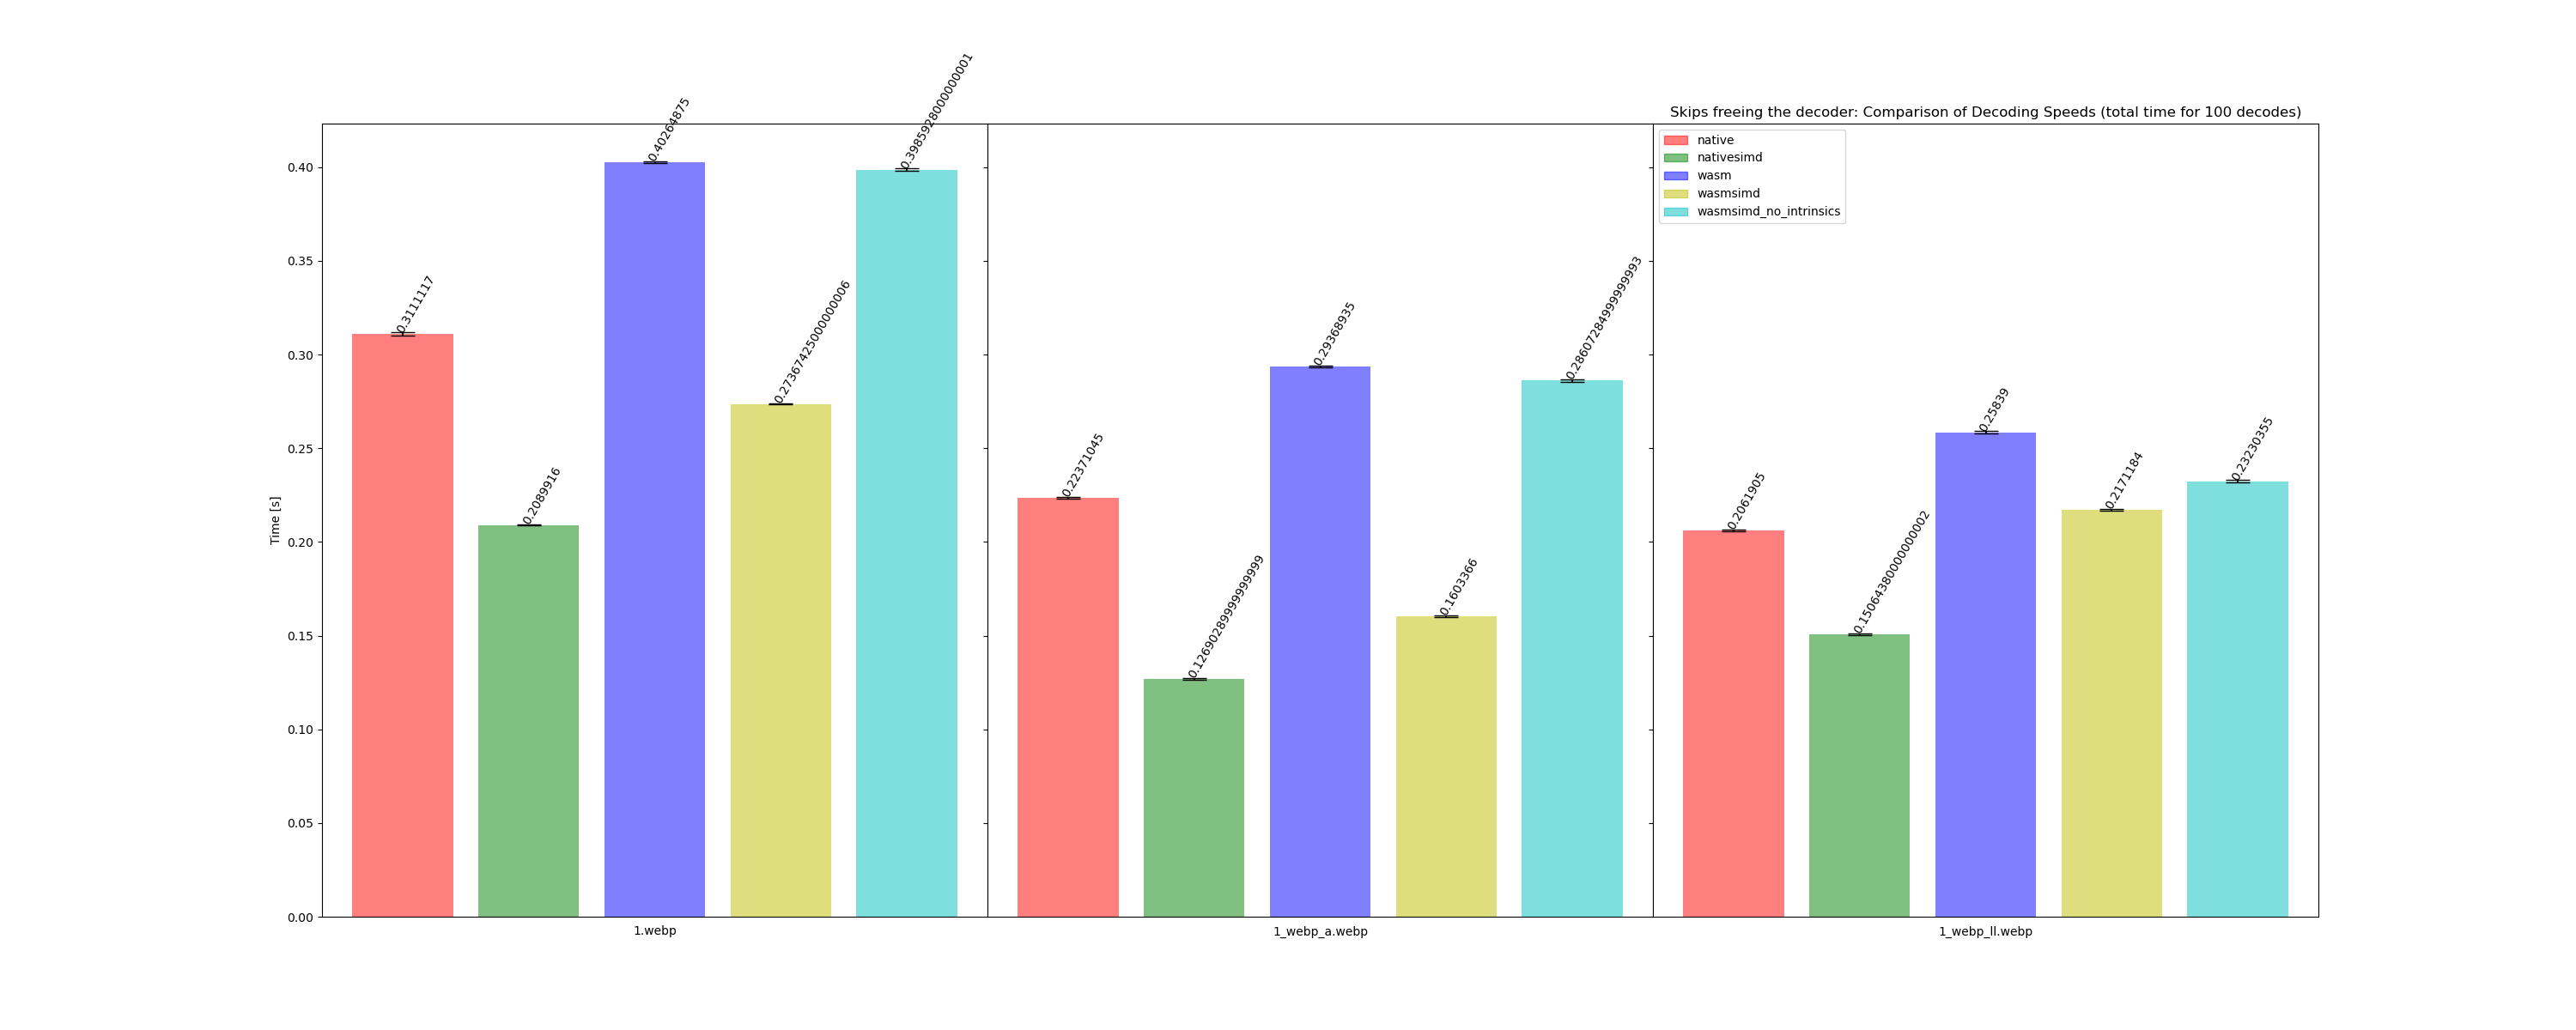 Skips freeing the decoder: Comparison of Decoding Speeds (total time for 100 decodes)
native
nativesimd
wasm
wasmsimd
wasmsimd_no_intrinsics
Time [s]
0.40
0.35
0.30
0.25
0.20
0.15
0.10
0.05
0.00
0.3111117
0.2089916
0.40264875
0.27367425000000006
0.39859280000000001
0.22371045
0.12690289999999999
0.29368935
0.1603366
0.28607284999999993
0.2061905
0.15064380000000002
0.25839
0.2171184
0.23230355
1.webp
1_webp_a.webp
1_webp_ll.webp